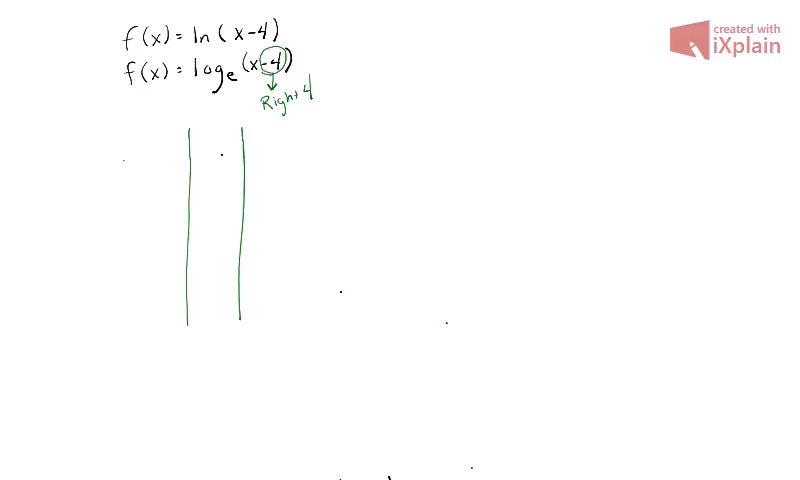 created with
iXplain
f(x) = ln(x-4)
f(x) = logₑ(x-4)
Right 4